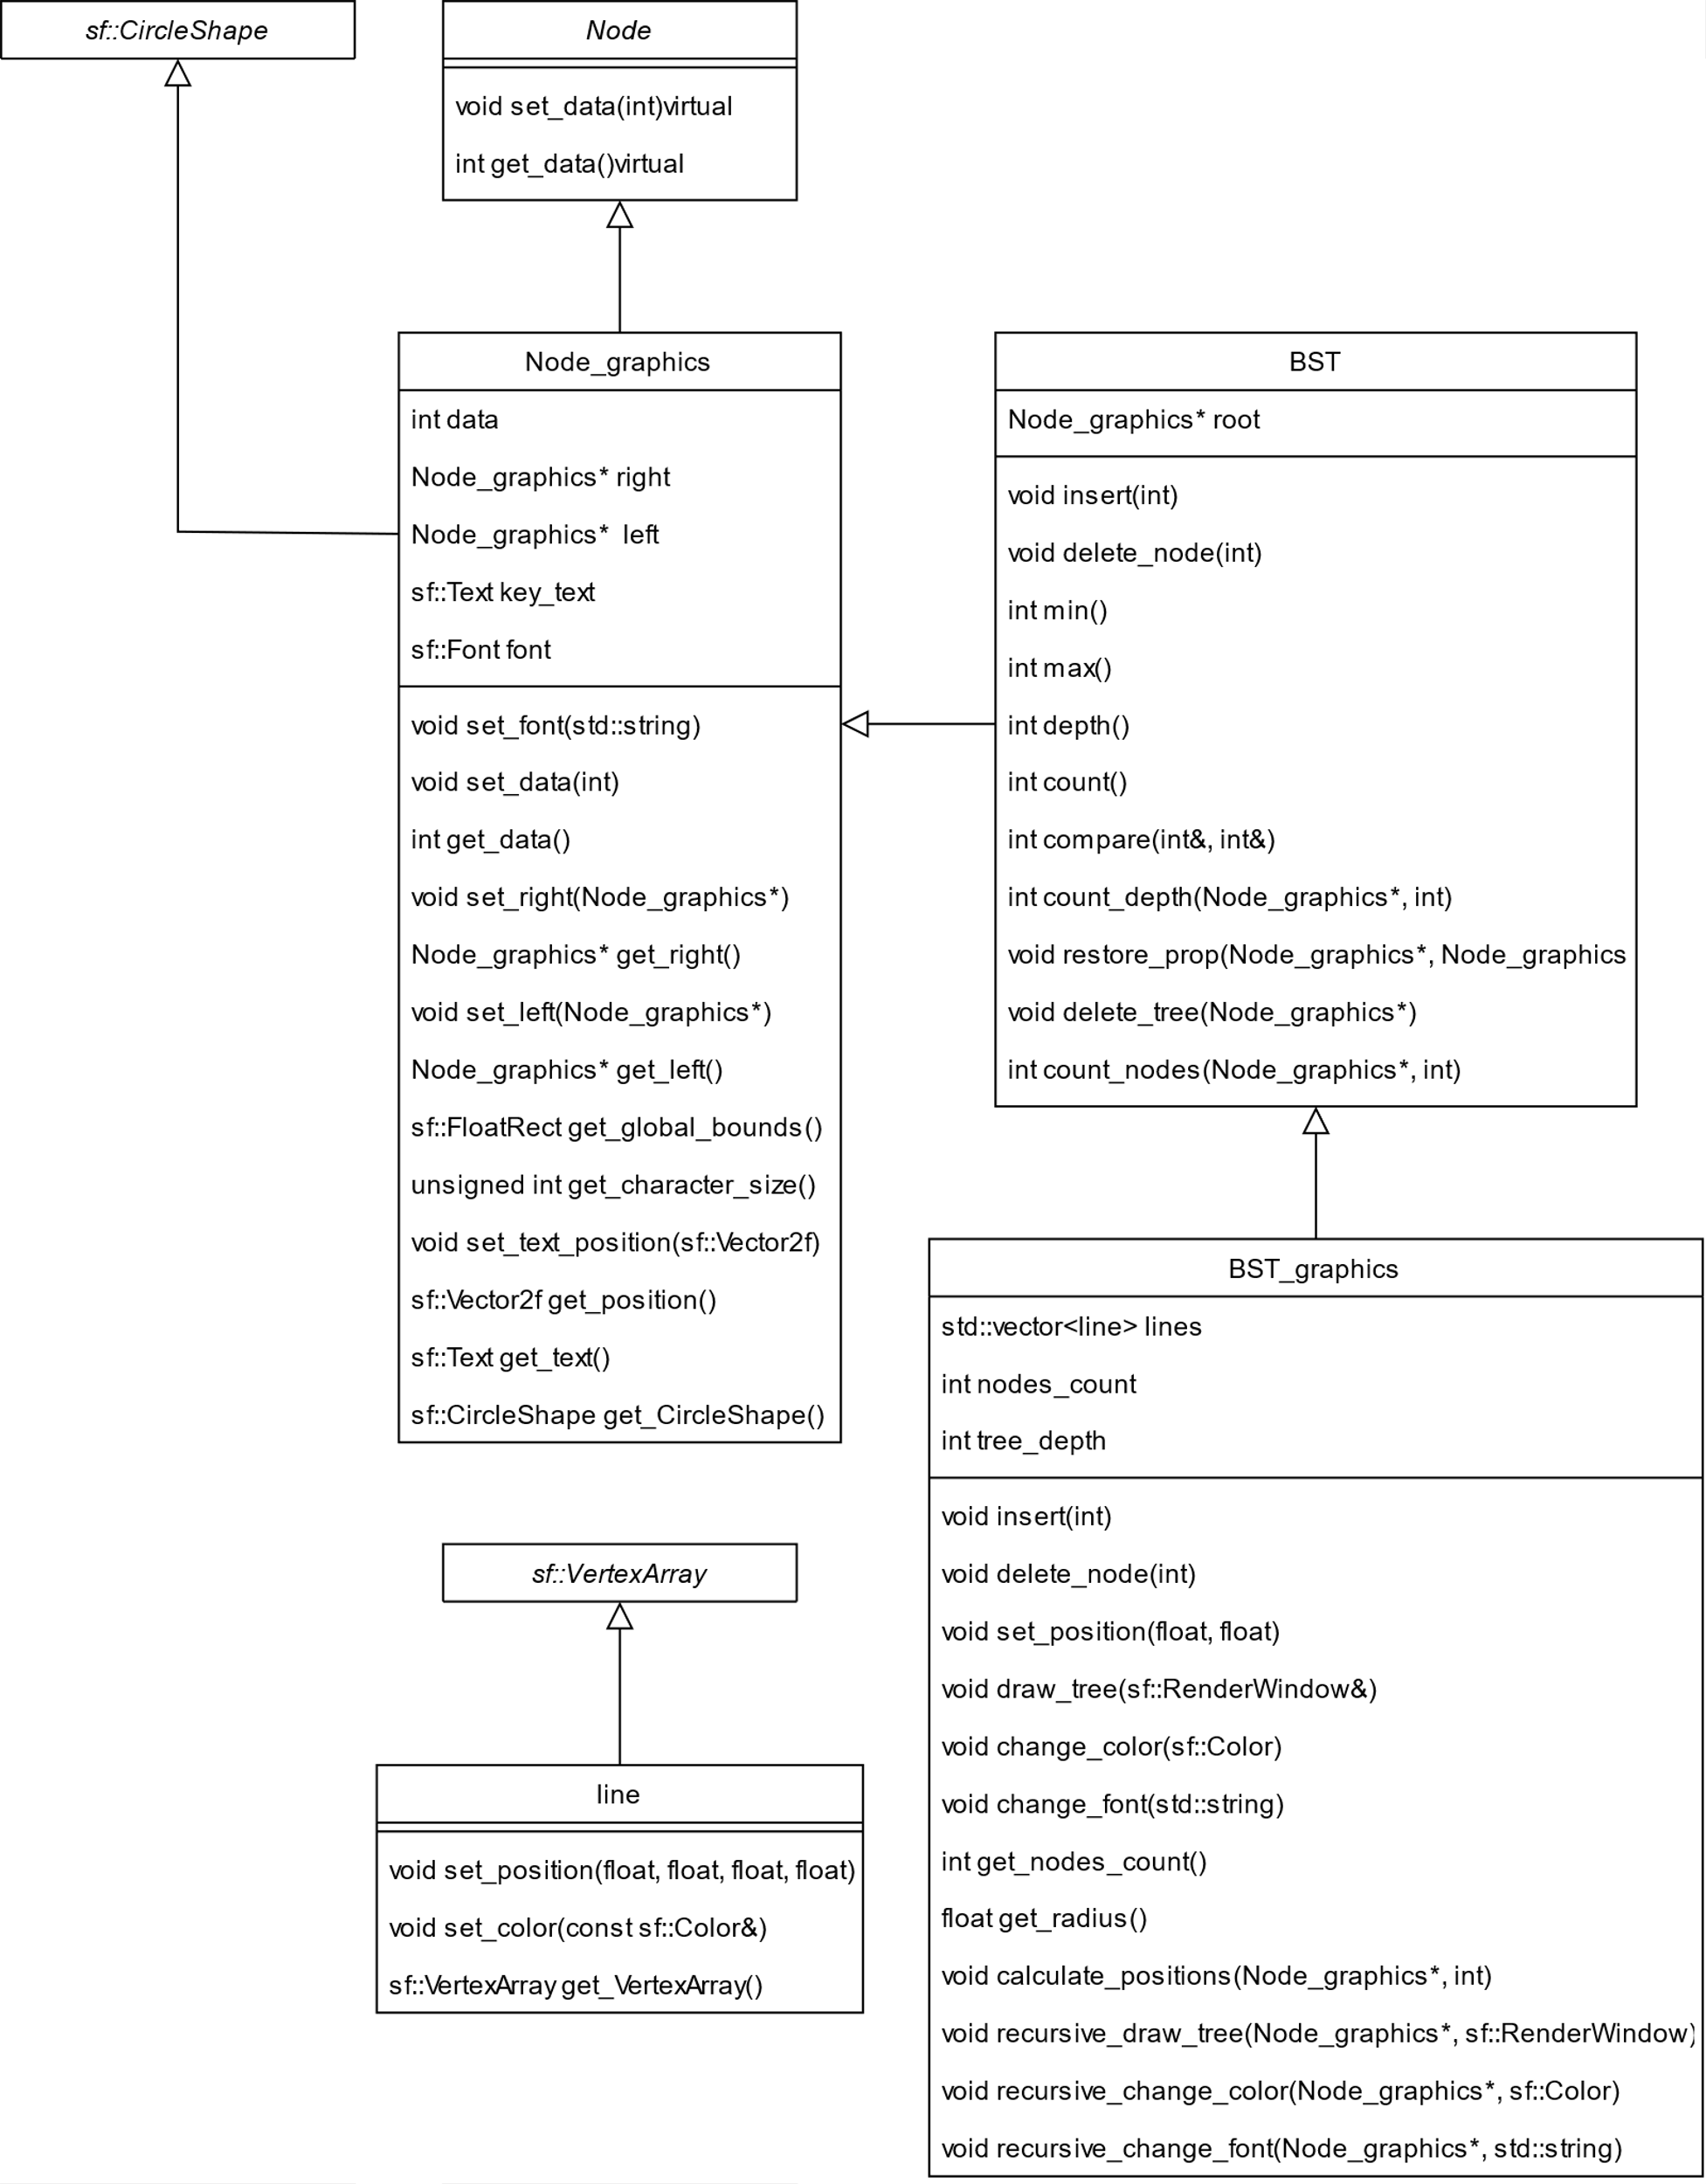 sf::CircleShape
Node
void set_data(int)virtual
int get_data()virtual
Node_graphics
int data
Node_graphics* right
Node_graphics*  left
sf::Text key_text
sf::Font font
void set_font(std::string)
void set_data(int)
int get_data()
void set_right(Node_graphics*)
Node_graphics* get_right()
void set_left(Node_graphics*)
Node_graphics* get_left()
sf::FloatRect get_global_bounds()
unsigned int get_character_size()
void set_text_position(sf::Vector2f)
sf::Vector2f get_position()
sf::Text get_text()
sf::CircleShape get_CircleShape()
BST
Node_graphics* root
void insert(int)
void delete_node(int)
int min()
int max()
int depth()
int count()
int compare(int&, int&)
int count_depth(Node_graphics*, int)
void restore_prop(Node_graphics*, Node_graphics
void delete_tree(Node_graphics*)
int count_nodes(Node_graphics*, int)
BST_graphics
std::vector<line> lines
int nodes_count
int tree_depth
void insert(int)
void delete_node(int)
void set_position(float, float)
void draw_tree(sf::RenderWindow&)
void change_color(sf::Color)
void change_font(std::string)
int get_nodes_count()
float get_radius()
void calculate_positions(Node_graphics*, int)
void recursive_draw_tree(Node_graphics*, sf::RenderWindow)
void recursive_change_color(Node_graphics*, sf::Color)
void recursive_change_font(Node_graphics*, std::string)
sf::VertexArray
line
void set_position(float, float, float, float)
void set_color(const sf::Color&)
sf::VertexArray get_VertexArray()